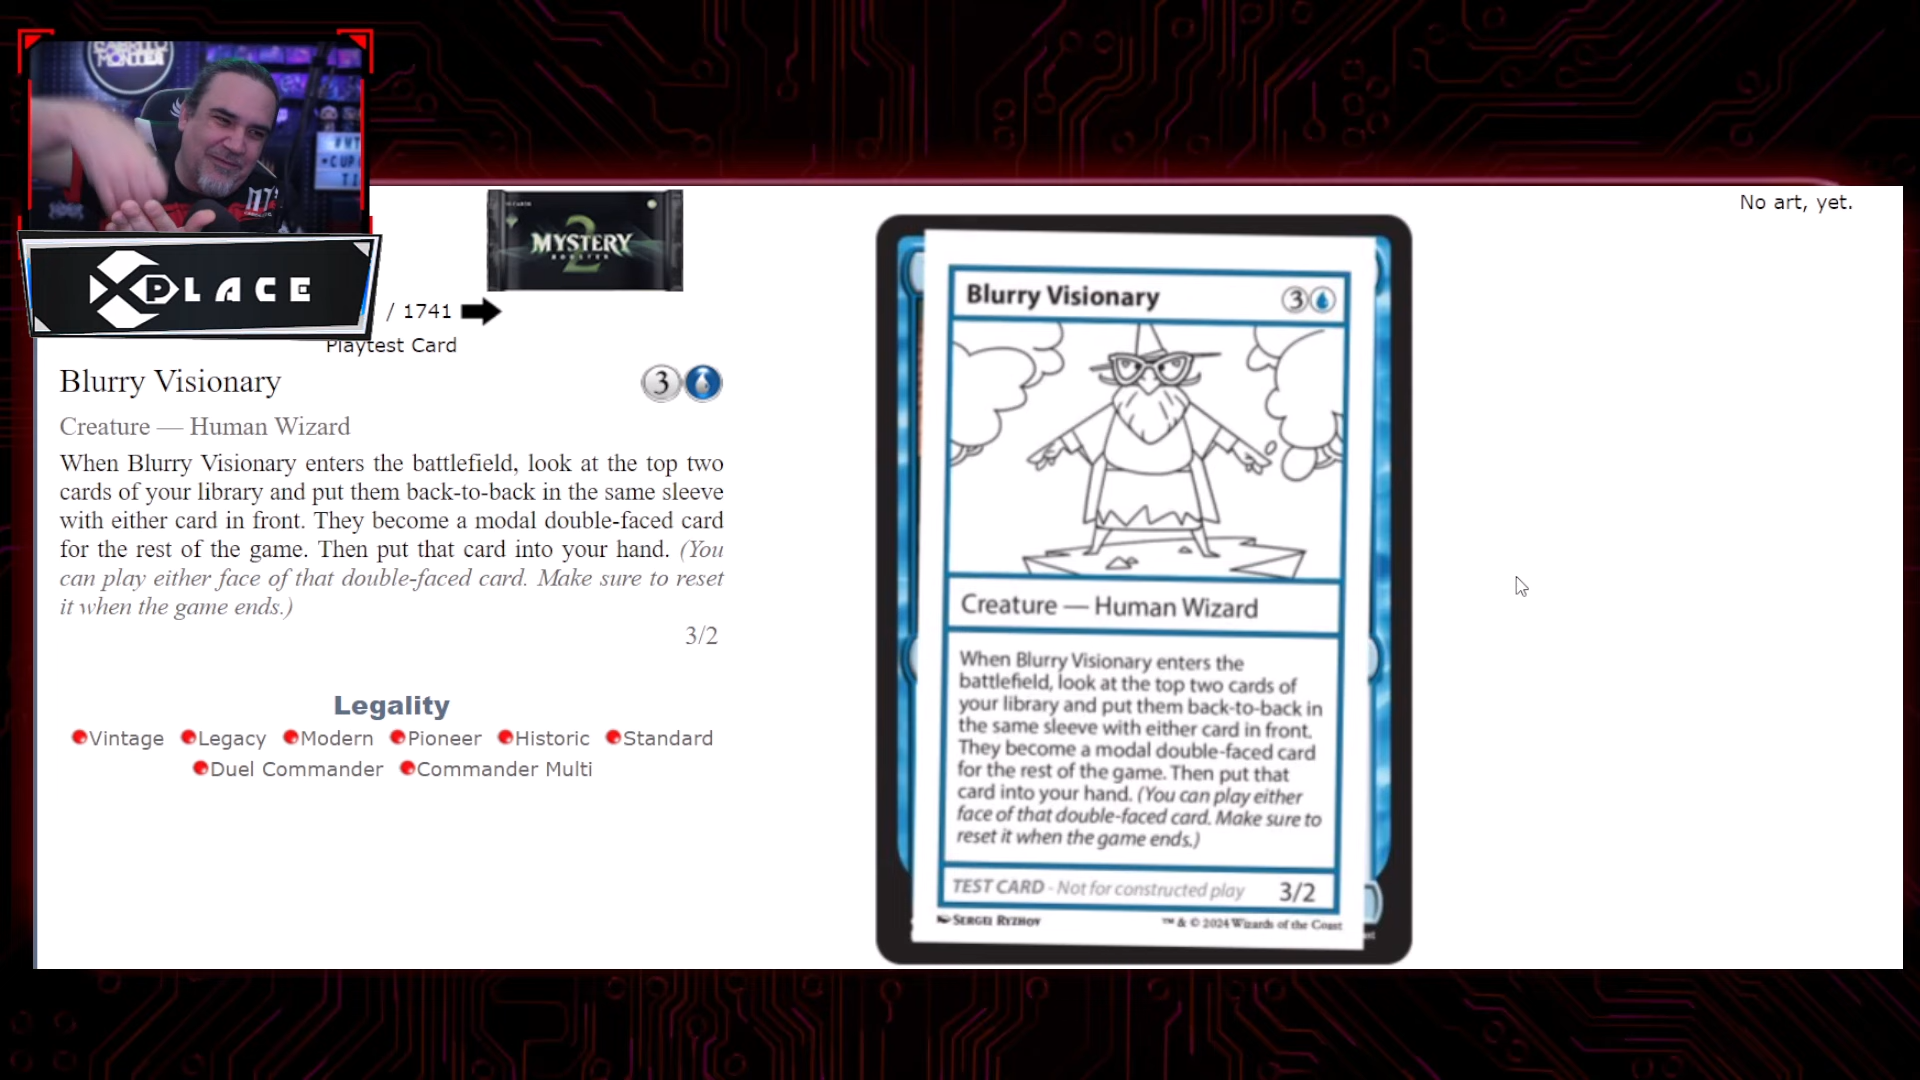 XPLACE
MYSTERY
BOOSTER
2
/ 1741
Playtest Card
No art, yet.
Blurry Visionary
3
Creature — Human Wizard
When Blurry Visionary enters the battlefield, look at the top two
cards of your library and put them back-to-back in the same sleeve
with either card in front. They become a modal double-faced card
for the rest of the game. Then put that card into your hand. (You
can play either face of that double-faced card. Make sure to reset
it when the game ends.)
3/2
Legality
Vintage Legacy Modern Pioneer Historic Standard
Duel Commander Commander Multi
Blurry Visionary 3
Creature — Human Wizard
When Blurry Visionary enters the
battlefield, look at the top two cards of
your library and put them back-to-back in
the same sleeve with either card in front.
They become a modal double-faced card
for the rest of the game. Then put that
card into your hand. (You can play either
face of that double-faced card. Make sure to
reset it when the game ends.)
TEST CARD - Not for constructed play 3/2
SERGEI RYZHOV ™ & © 2024 Wizards of the Coast